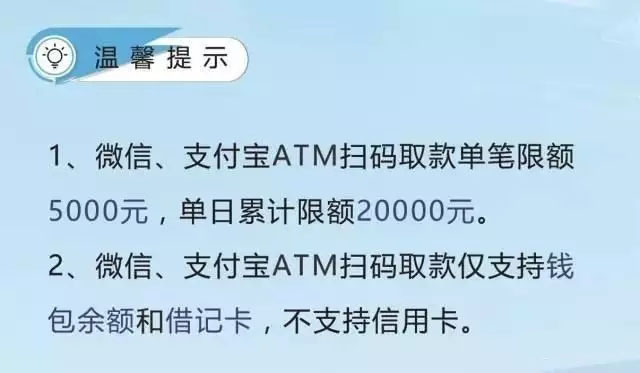 温馨提示
1、微信、支付宝ATM扫码取款单笔限额
5000元，单日累计限额20000元。
2、微信、支付宝ATM扫码取款仅支持钱
包余额和借记卡，不支持信用卡。